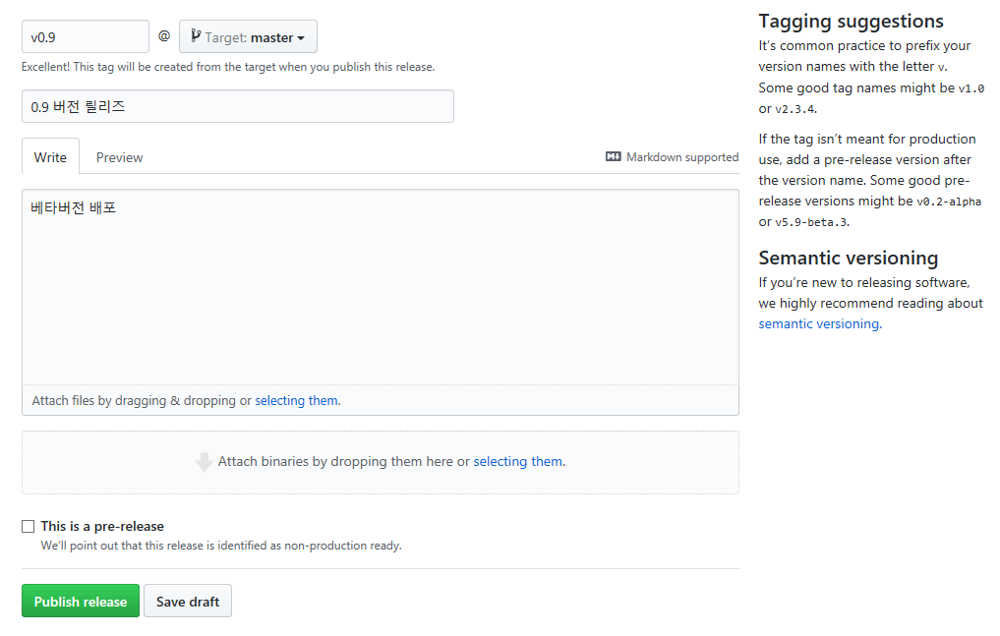 v0.9 @ Target: master
Excellent! This tag will be created from the target when you publish this release.
0.9 버전 릴리즈
Write Preview Markdown supported
베타버전 배포
Attach files by dragging & dropping or selecting them.
Attach binaries by dropping them here or selecting them.
This is a pre-release
We’ll point out that this release is identified as non-production ready.
Publish release Save draft
Tagging suggestions
It’s common practice to prefix your
version names with the letter v.
Some good tag names might be v1.0
or v2.3.4.
If the tag isn’t meant for production
use, add a pre-release version after
the version name. Some good pre-
release versions might be v0.2-alpha
or v5.9-beta.3.
Semantic versioning
If you’re new to releasing software,
we highly recommend reading about
semantic versioning.